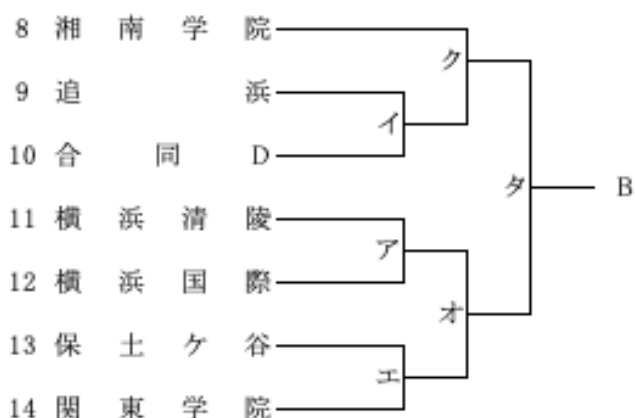 8 湘南学院
ク
9 追浜
イ
10 合同D
タ B
11 横浜清陵
ア
12 横浜国際
オ
13 保土ケ谷
エ
14 関東学院